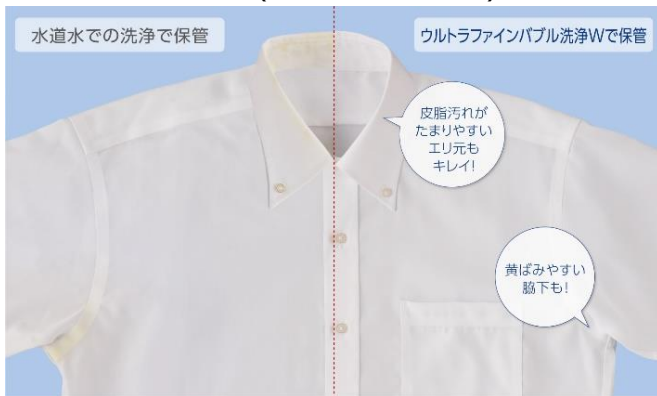 水道水での洗浄で保管
ウルトラファインバブル洗浄Wで保管
皮脂汚れが
たまりやすい
エリ元も
キレイ!
黄ばみやすい
脇下も!